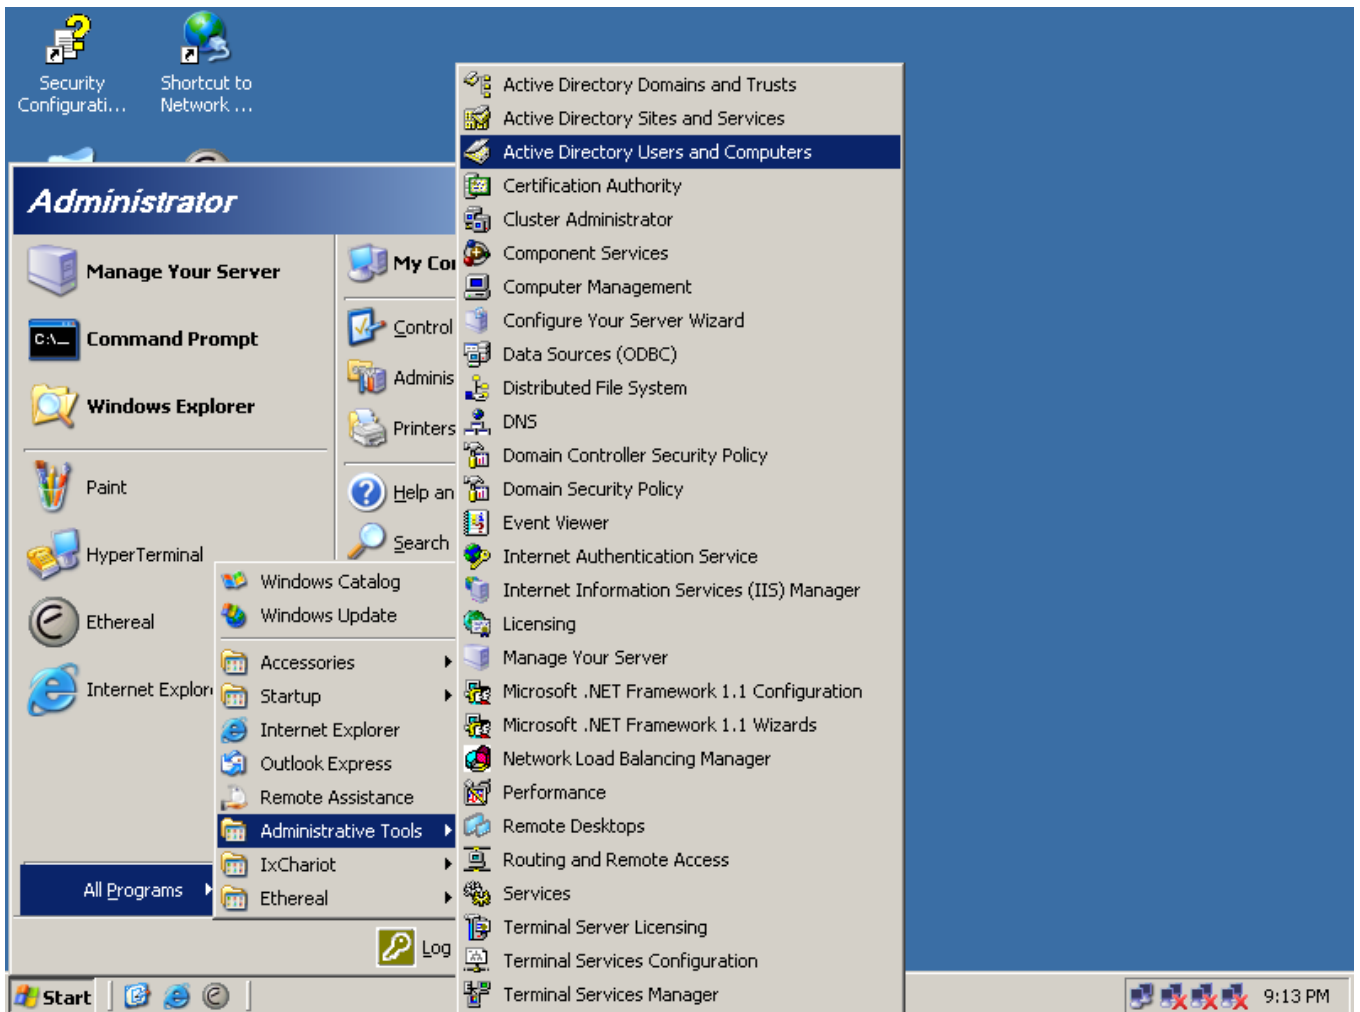 Security
Configurati...
Shortcut to
Network ...
Administrator
Manage Your Server
Command Prompt
Windows Explorer
Paint
HyperTerminal
Ethereal
Internet Explor
All Programs
My Co
Control
Adminis
Printers
Help an
Search
Log
Windows Catalog
Windows Update
Accessories
Startup
Internet Explorer
Outlook Express
Remote Assistance
Administrative Tools
IxChariot
Ethereal
Active Directory Domains and Trusts
Active Directory Sites and Services
Active Directory Users and Computers
Certification Authority
Cluster Administrator
Component Services
Computer Management
Configure Your Server Wizard
Data Sources (ODBC)
Distributed File System
DNS
Domain Controller Security Policy
Domain Security Policy
Event Viewer
Internet Authentication Service
Internet Information Services (IIS) Manager
Licensing
Manage Your Server
Microsoft .NET Framework 1.1 Configuration
Microsoft .NET Framework 1.1 Wizards
Network Load Balancing Manager
Performance
Remote Desktops
Routing and Remote Access
Services
Terminal Server Licensing
Terminal Services Configuration
Terminal Services Manager
Start
9:13 PM